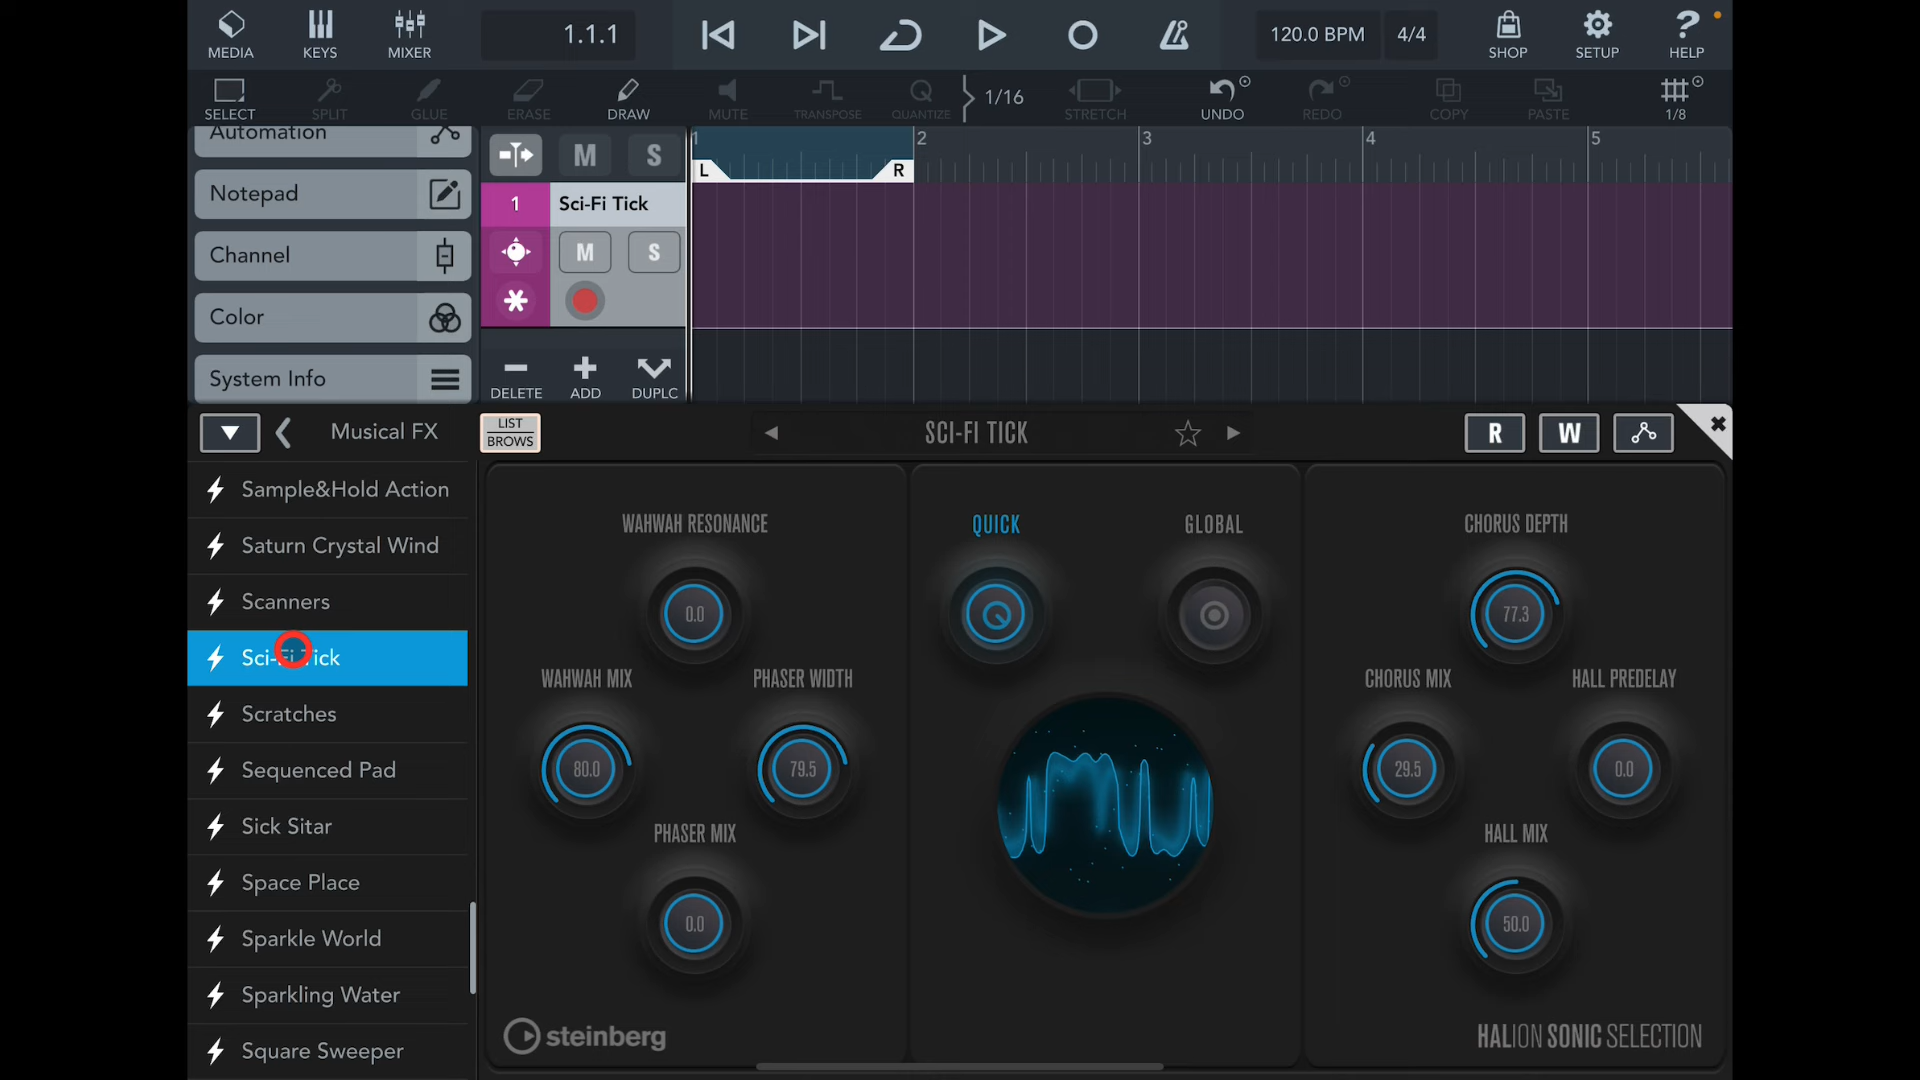 MEDIA
KEYS
MIXER
1.1.1
120.0 BPM
4/4
SHOP
SETUP
? HELP
SELECT
SPLIT
GLUE
ERASE
DRAW
MUTE
TRANSPOSE
QUANTIZE
1/16
STRETCH
UNDO
REDO
COPY
PASTE
1/8
Automation
Notepad
Channel
Color
System Info
M
S
1
2
3
4
5
L
R
1
Sci-Fi Tick
M
S
DELETE
ADD
DUPLC
Musical FX
LIST
BROWS
SCI-FI TICK
R
W
Sample&Hold Action
Saturn Crystal Wind
Scanners
Sci-Fi Tick
Scratches
Sequenced Pad
Sick Sitar
Space Place
Sparkle World
Sparkling Water
Square Sweeper
WAHWAH RESONANCE
0.0
WAHWAH MIX
80.0
PHASER WIDTH
79.5
PHASER MIX
0.0
QUICK
GLOBAL
CHORUS DEPTH
77.3
CHORUS MIX
29.5
HALL PREDELAY
0.0
HALL MIX
50.0
steinberg
HALION SONIC SELECTION